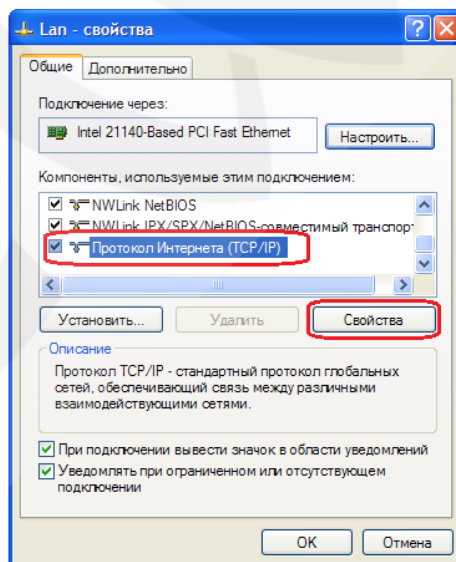 Lan - свойства
Общие
Дополнительно
Подключение через:
Intel 21140-Based PCI Fast Ethernet
Настроить...
Компоненты, используемые этим подключением:
NWLink NetBIOS
NWLink IPX/SPX/NetBIOS-совместимый транспорт
Протокол Интернета (TCP/IP)
Установить...
Удалить
Свойства
Описание
Протокол TCP/IP - стандартный протокол глобальных
сетей, обеспечивающий связь между различными
взаимодействующими сетями.
При подключении вывести значок в области уведомлений
Уведомлять при ограниченном или отсутствующем
подключении
OK
Отмена